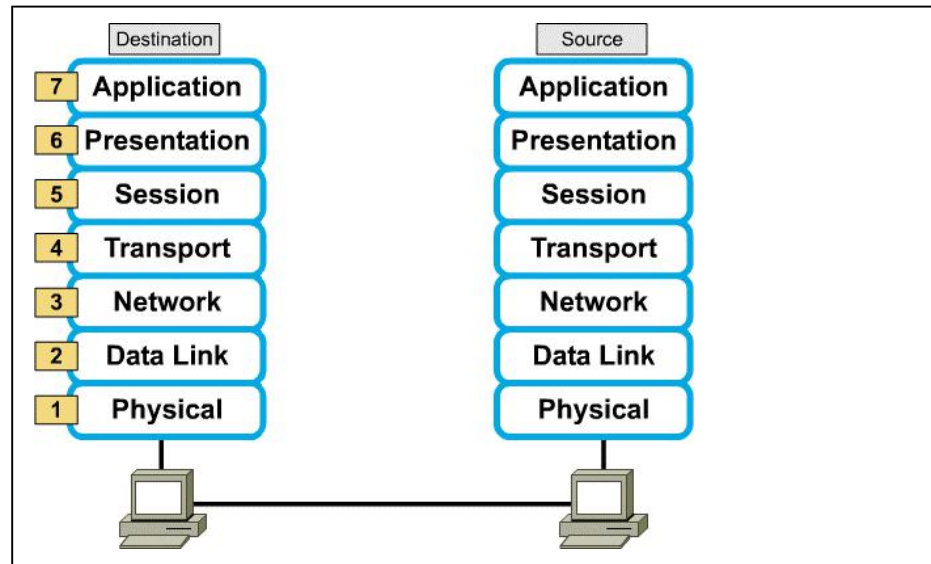 Destination
Source
7 Application
Application
6 Presentation
Presentation
5 Session
Session
4 Transport
Transport
3 Network
Network
2 Data Link
Data Link
1 Physical
Physical